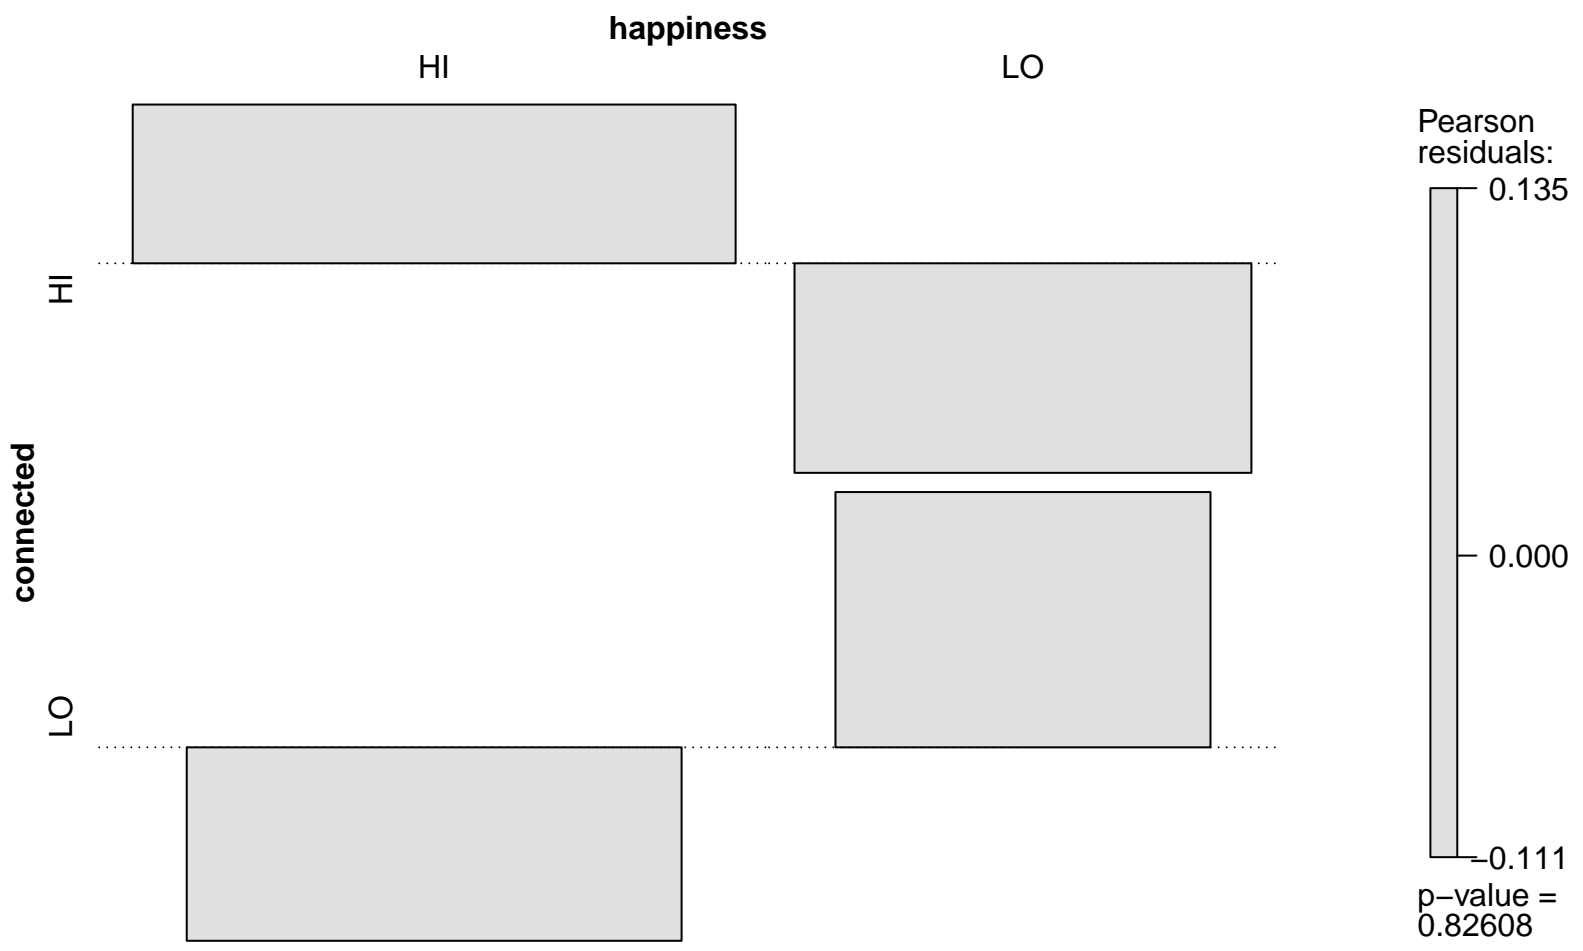 happiness
HI
LO
HI
LO
connected
Pearson
residuals:
0.135
0.000
−0.111
p−value =
0.82608